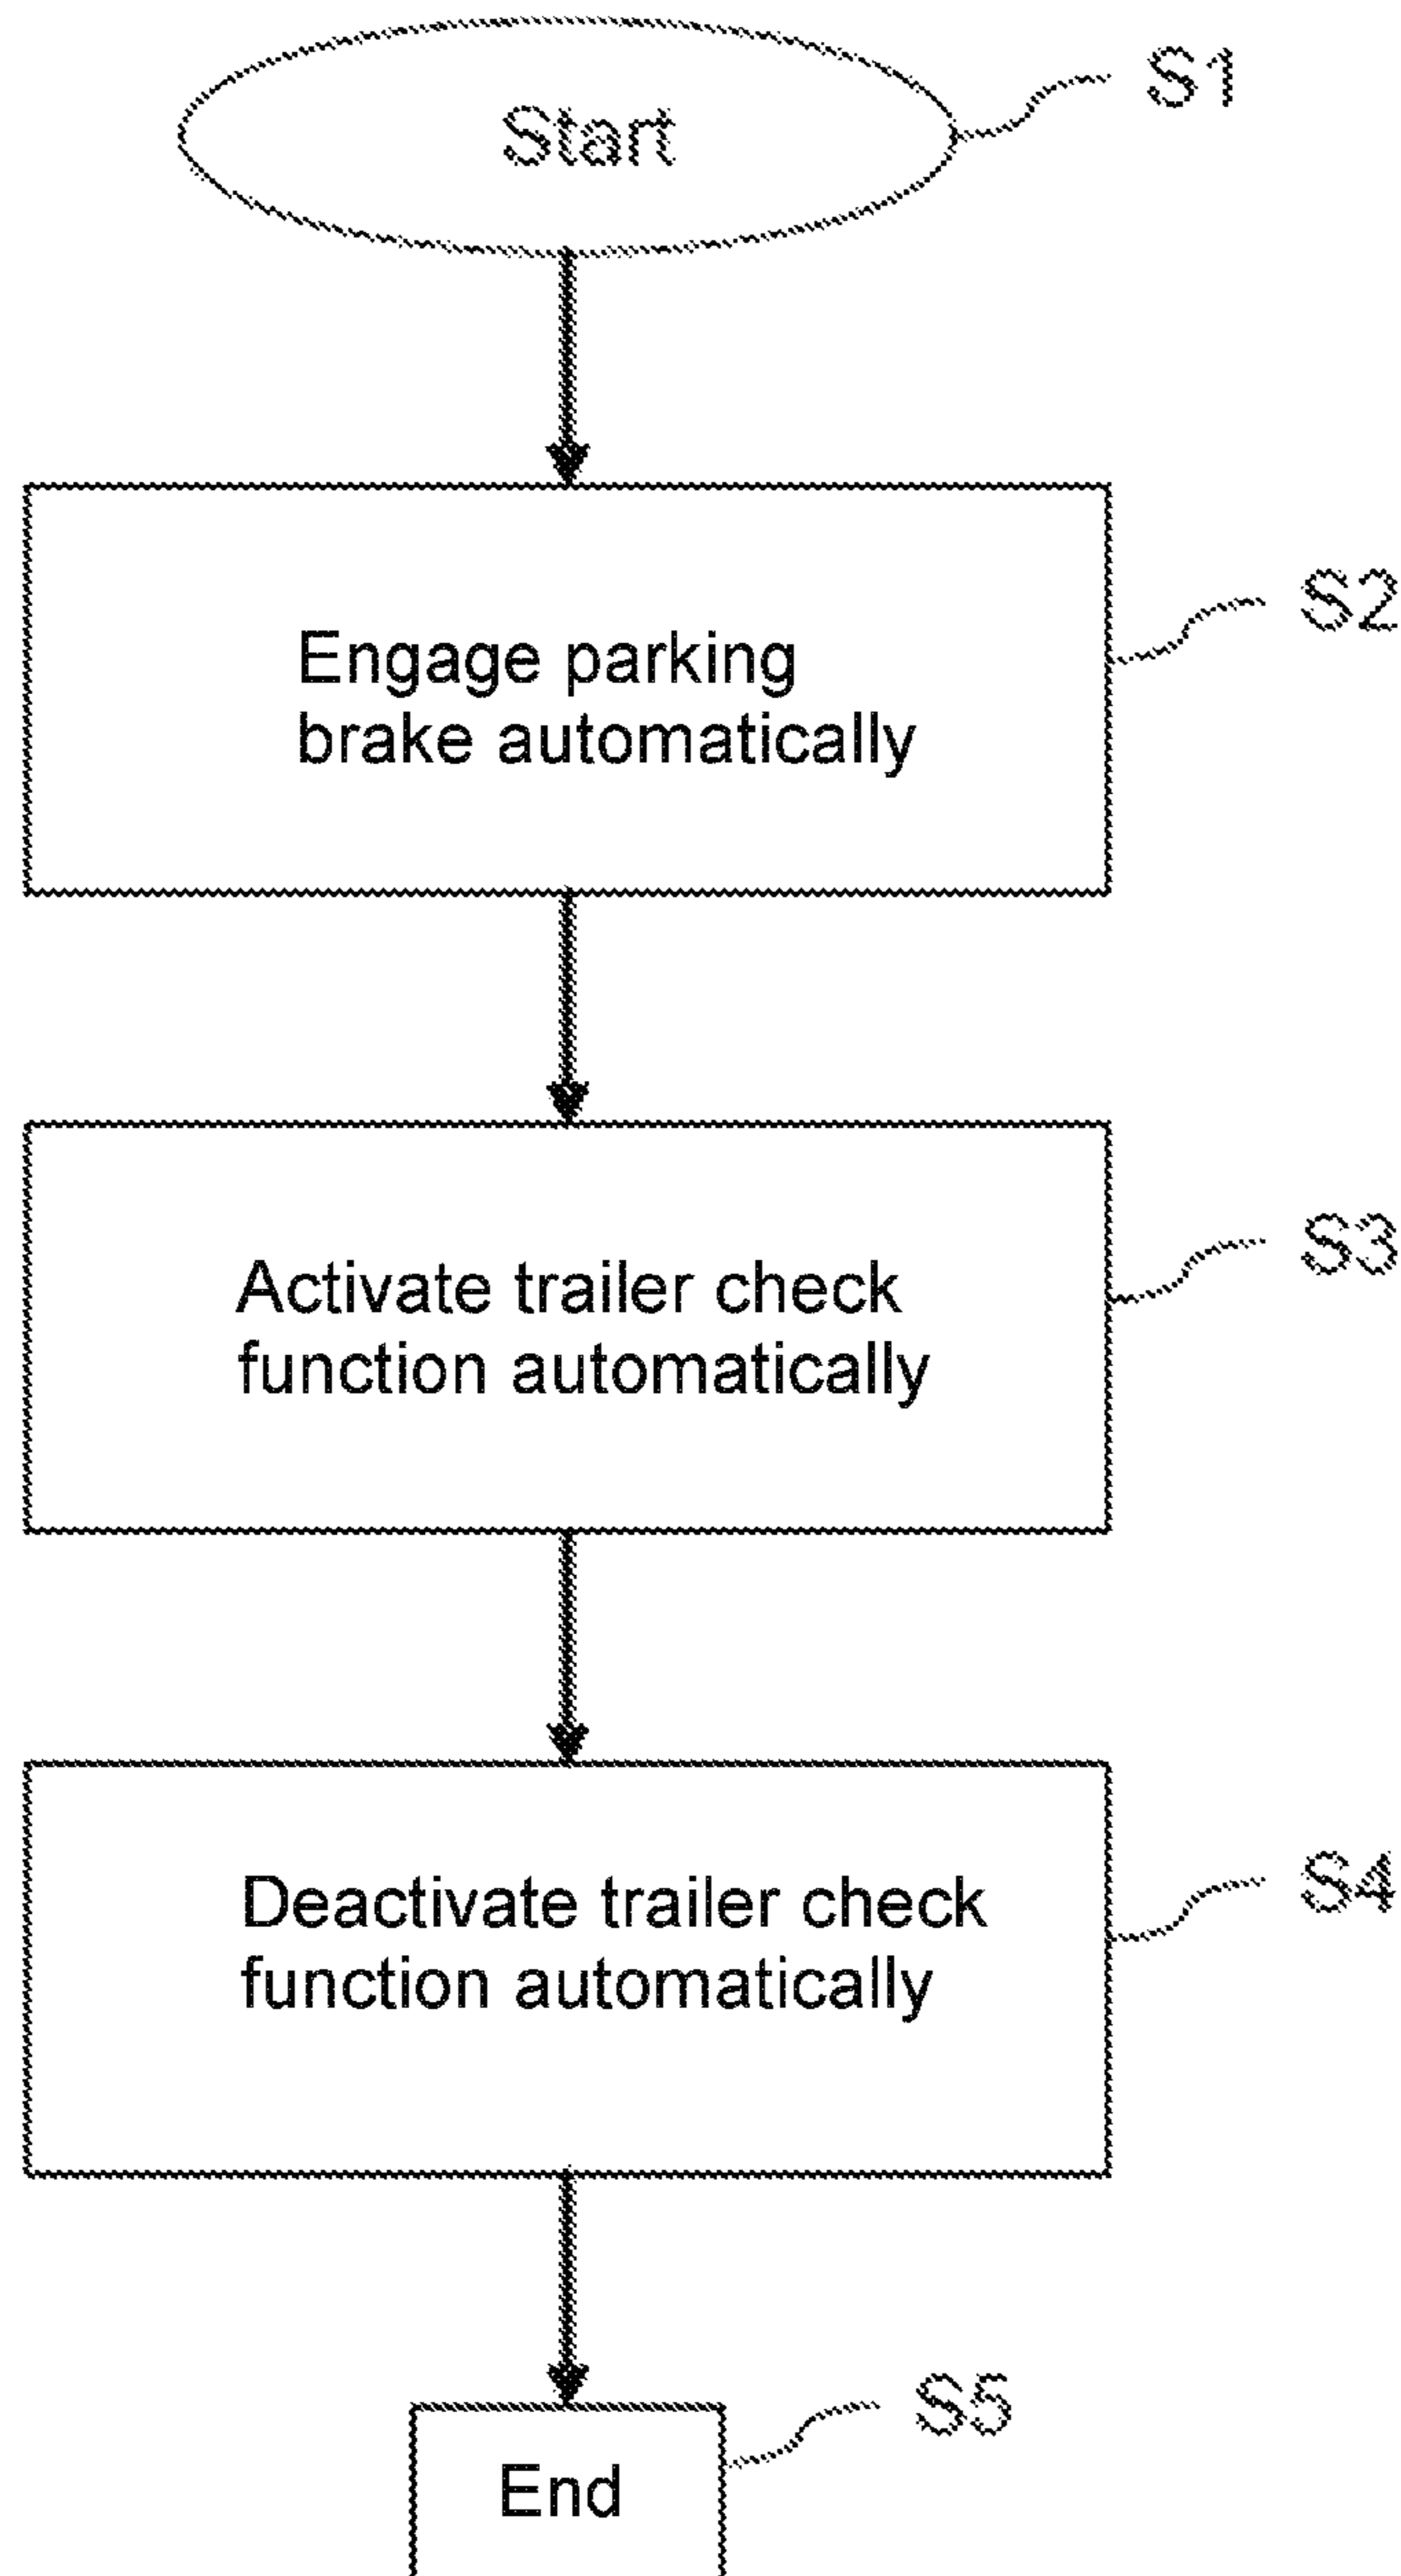 Start
S1
Engage parking
brake automatically
S2
Activate trailer check
function automatically
S3
Deactivate trailer check
function automatically
S4
End
S5